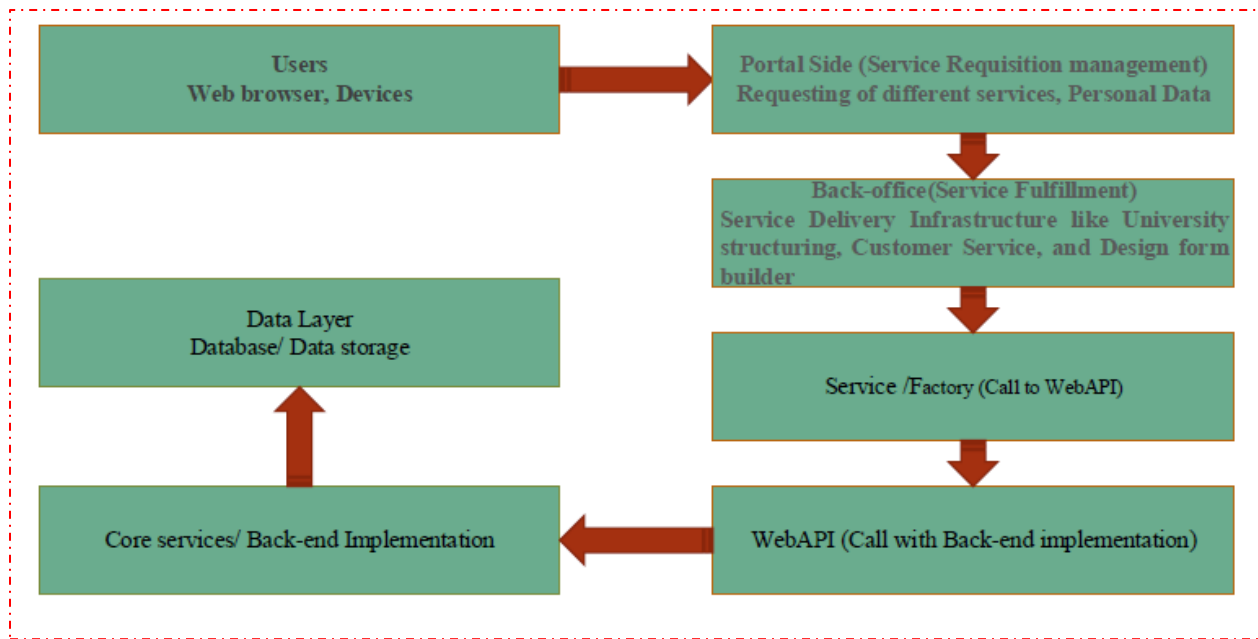 Users
Web browser, Devices
Portal Side (Service Requisition management)
Requesting of different services, Personal Data
Back-office(Service Fulfillment)
Service Delivery Infrastructure like University
structuring, Customer Service, and Design form
builder
Service /Factory (Call to WebAPI)
WebAPI (Call with Back-end implementation)
Core services/ Back-end Implementation
Data Layer
Database/ Data storage